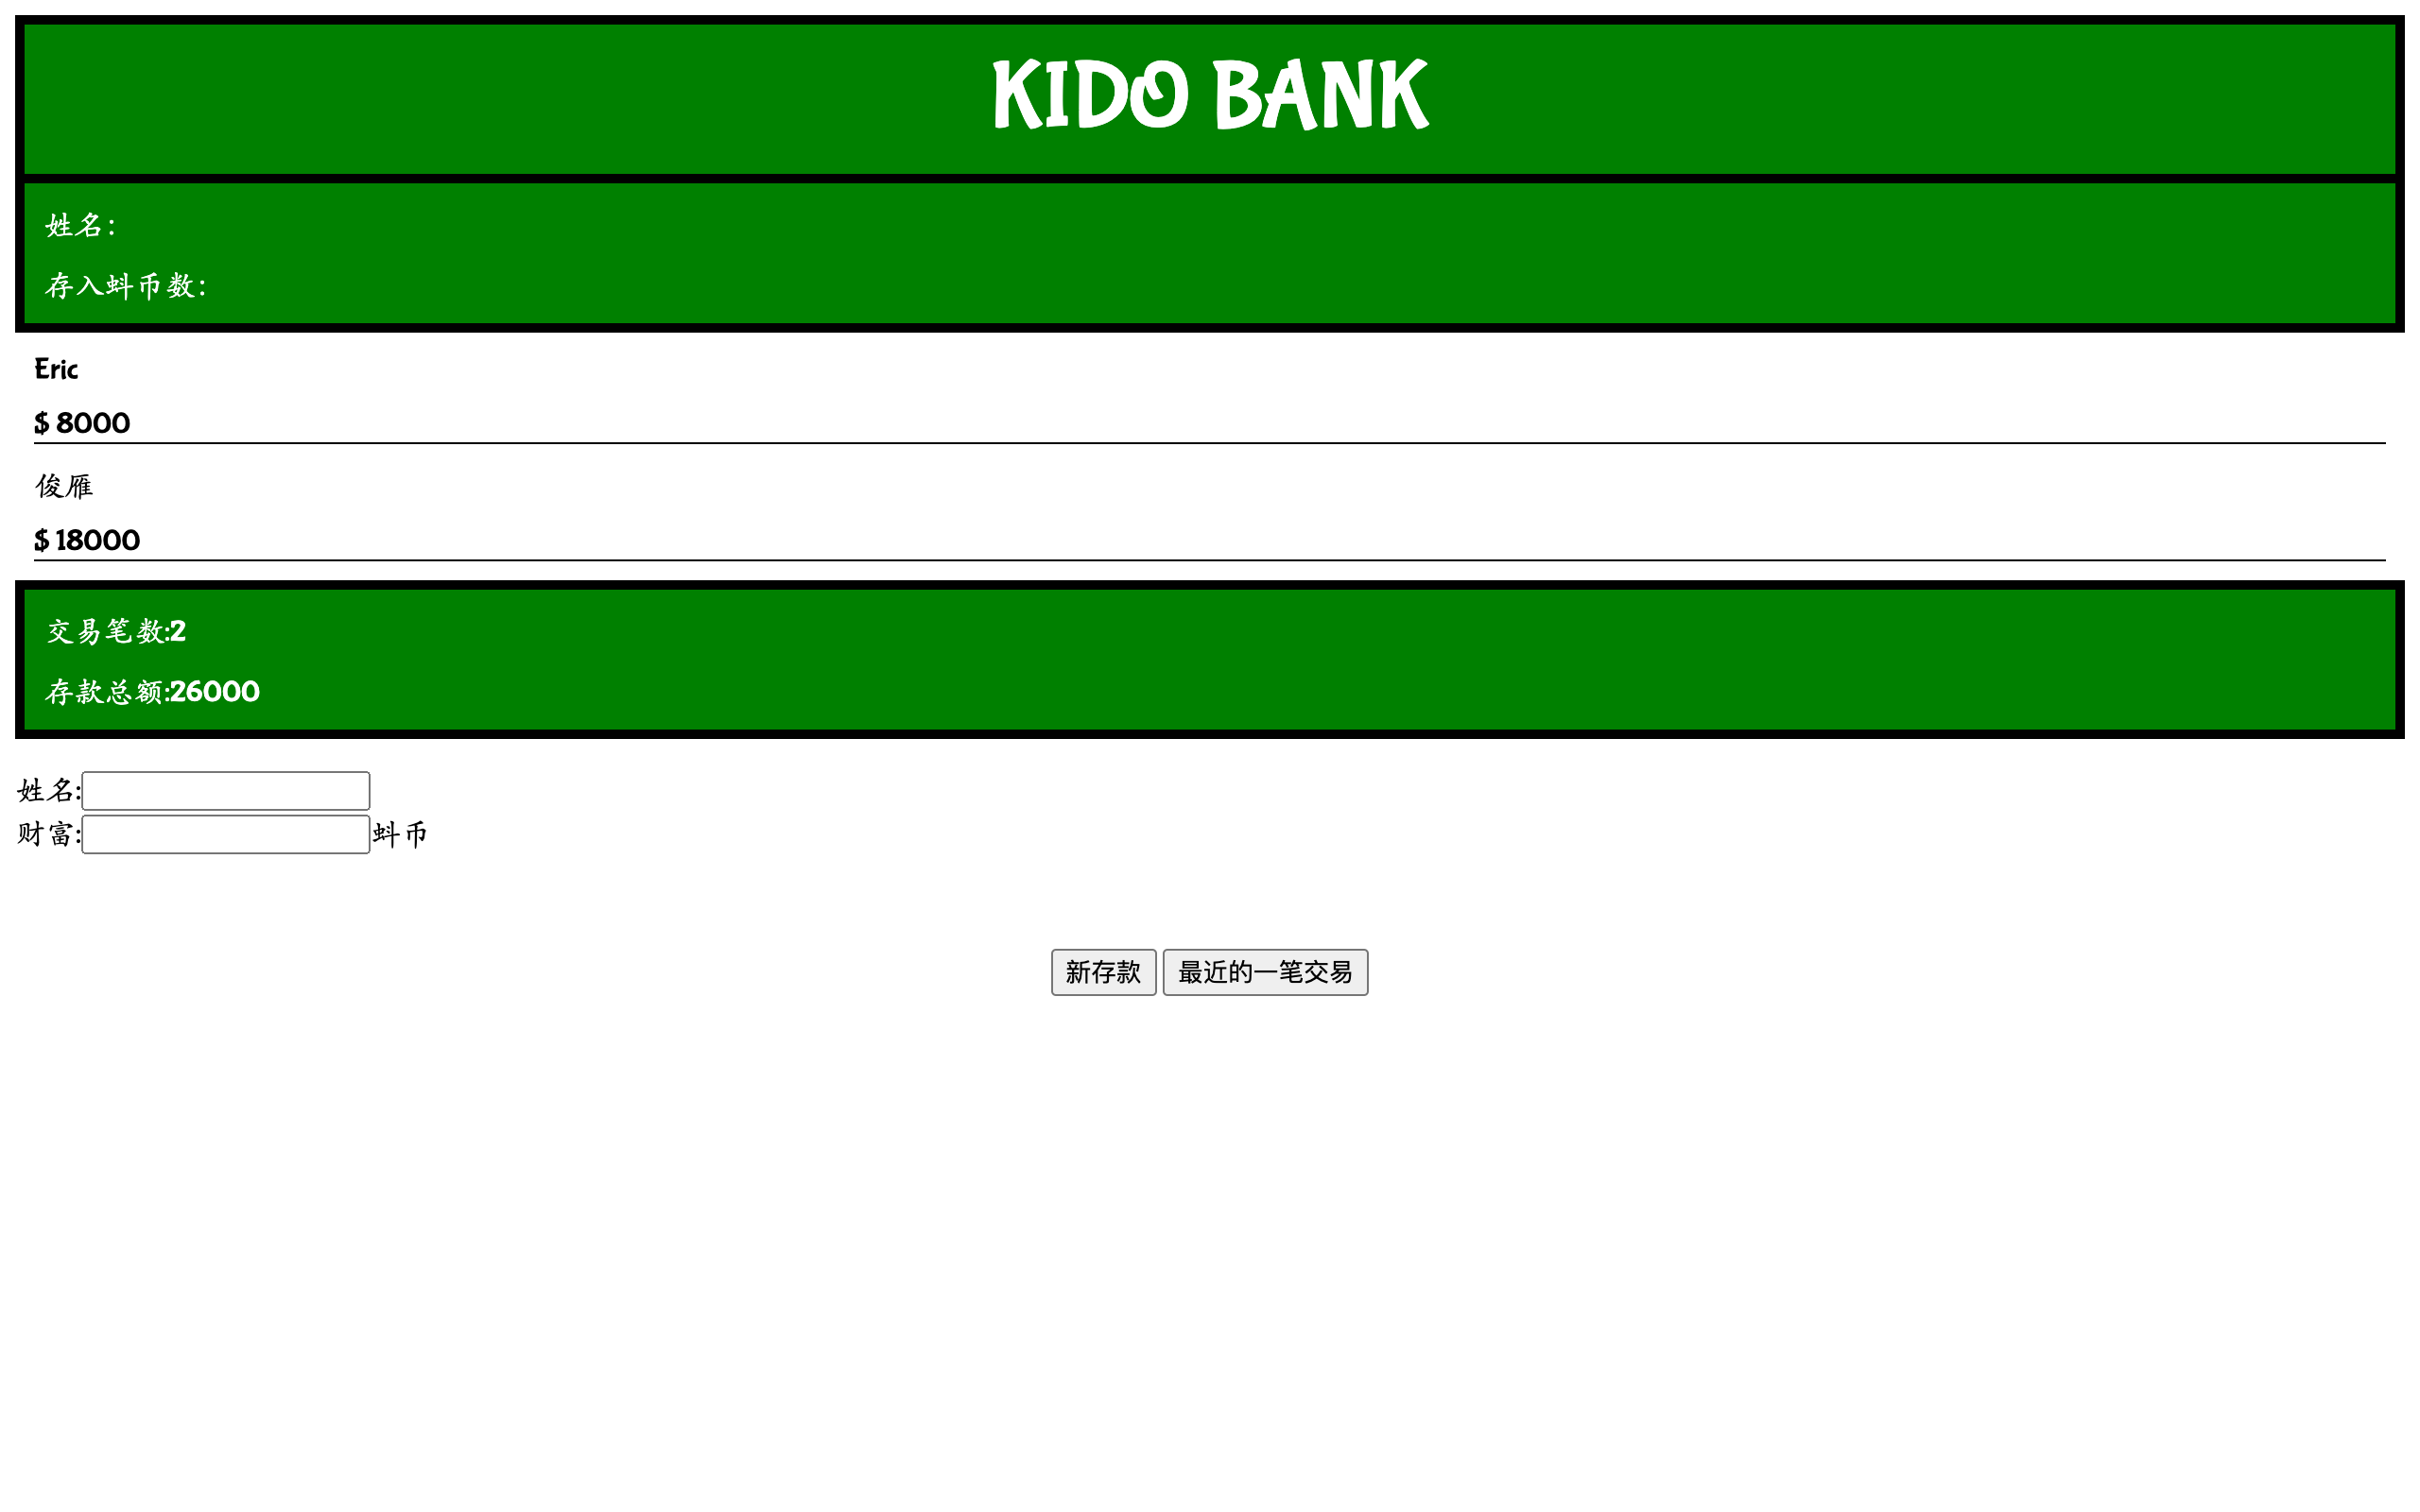 KIDO BANK
姓名：
存入蚪币数：
Eric
$ 8000
俊雁
$ 18000
交易笔数:2
存款总额:26000
姓名:
财富: 蚪币
新存款 最近的一笔交易